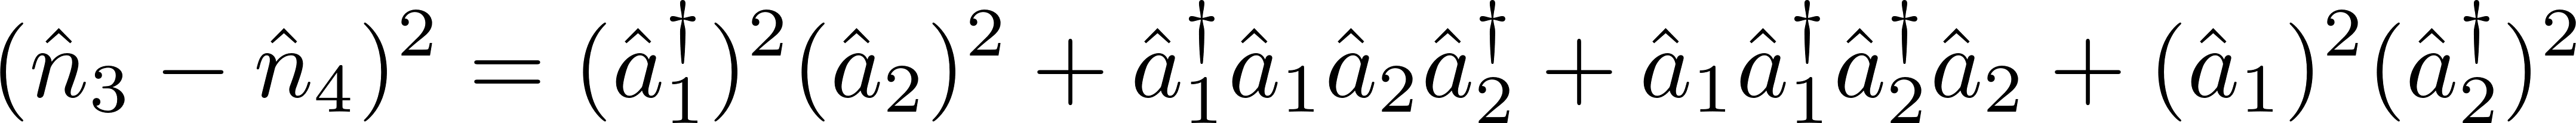 $(\hat{n}_3 - \hat{n}_4)^2 = (\hat{a}_1^\dagger)^2(\hat{a}_2)^2 + \hat{a}_1^\dagger\hat{a}_1\hat{a}_2\hat{a}_2^\dagger + \hat{a}_1\hat{a}_1^\dagger\hat{a}_2^\dagger\hat{a}_2 + (\hat{a}_1)^2(\hat{a}_2^\dagger)^2$